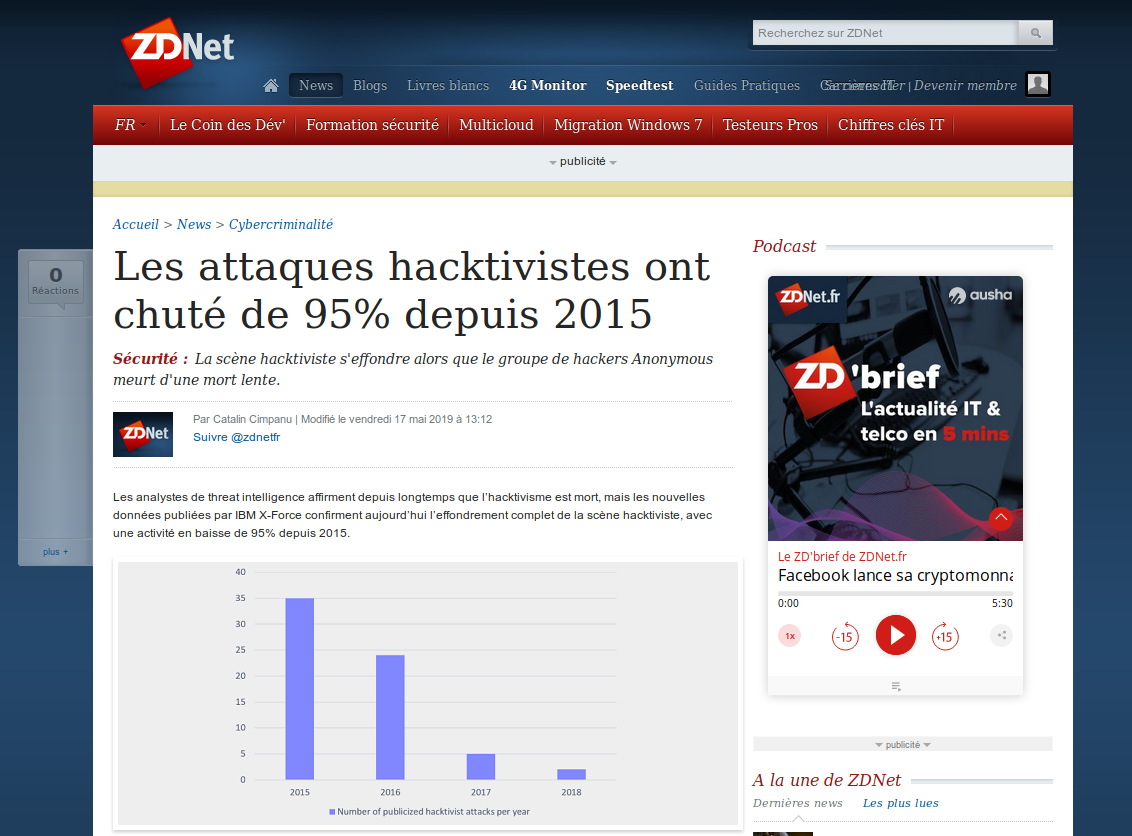 ZDNet
Recherchez sur ZDNet
News Blogs Livres blancs 4G Monitor Speedtest Guides Pratiques Carrières IT
Se connecter | Devenir membre
FR Le Coin des Dév' Formation sécurité Multicloud Migration Windows 7 Testeurs Pros Chiffres clés IT
publicité
Accueil > News > Cybercriminalité
0
Réactions
plus +
Les attaques hacktivistes ont
chuté de 95% depuis 2015
Sécurité : La scène hacktiviste s'effondre alors que le groupe de hackers Anonymous
meurt d'une mort lente.
ZDNet
Par Catalin Cimpanu | Modifié le vendredi 17 mai 2019 à 13:12
Suivre @zdnetfr
Les analystes de threat intelligence affirment depuis longtemps que l’hacktivisme est mort, mais les nouvelles
données publiées par IBM X-Force confirment aujourd’hui l’effondrement complet de la scène hacktiviste, avec
une activité en baisse de 95% depuis 2015.
40
35
30
25
20
15
10
5
0
2015 2016 2017 2018
Number of publicized hacktivist attacks per year
Podcast
ZDNet.fr
ausha
ZD'brief
L'actualité IT &
telco en 5 mins
Le ZD'brief de ZDNet.fr
Facebook lance sa cryptomonna
0:00 5:30
1x -15 +15
publicité
A la une de ZDNet
Dernières news Les plus lues